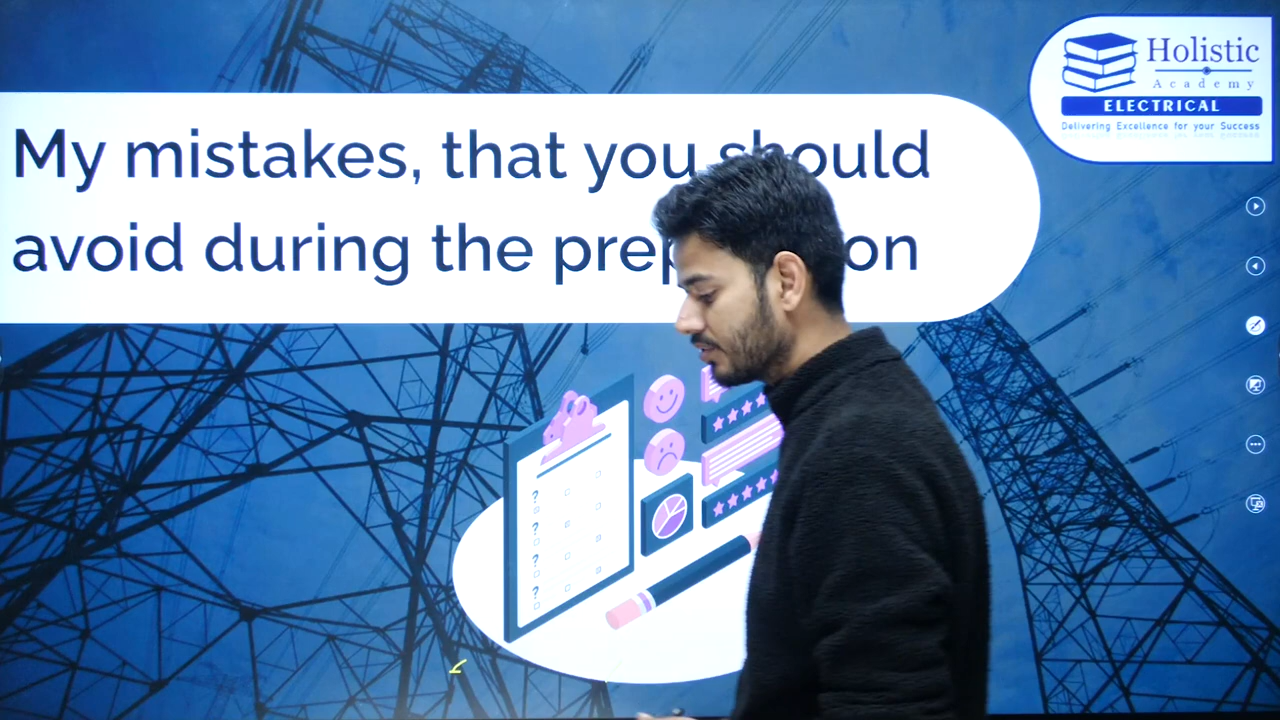 My mistakes, that you should
avoid during the
Holistic
Academy
ELECTRICAL
Delivering Excellence for your Success
?
?
?
?